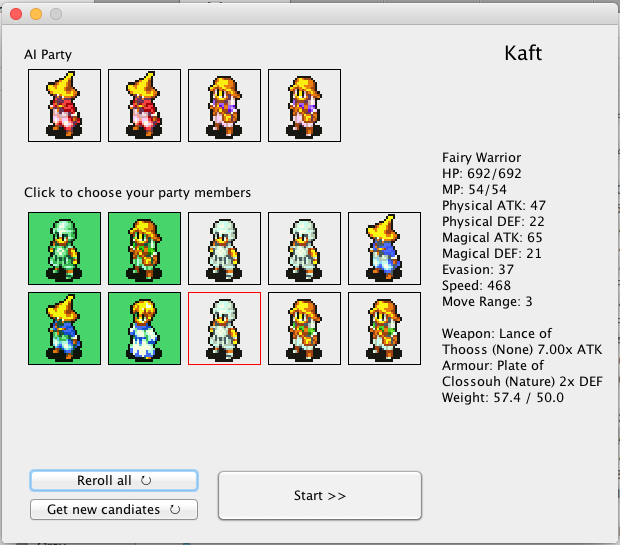 AI Party
Click to choose your party members
Reroll all ↻
Get new candiates ↻
Start >>
Kaft
Fairy Warrior
HP: 692/692
MP: 54/54
Physical ATK: 47
Physical DEF: 22
Magical ATK: 65
Magical DEF: 21
Evasion: 37
Speed: 468
Move Range: 3
Weapon: Lance of
Thooss (None) 7.00x ATK
Armour: Plate of
Clossouh (Nature) 2x DEF
Weight: 57.4 / 50.0